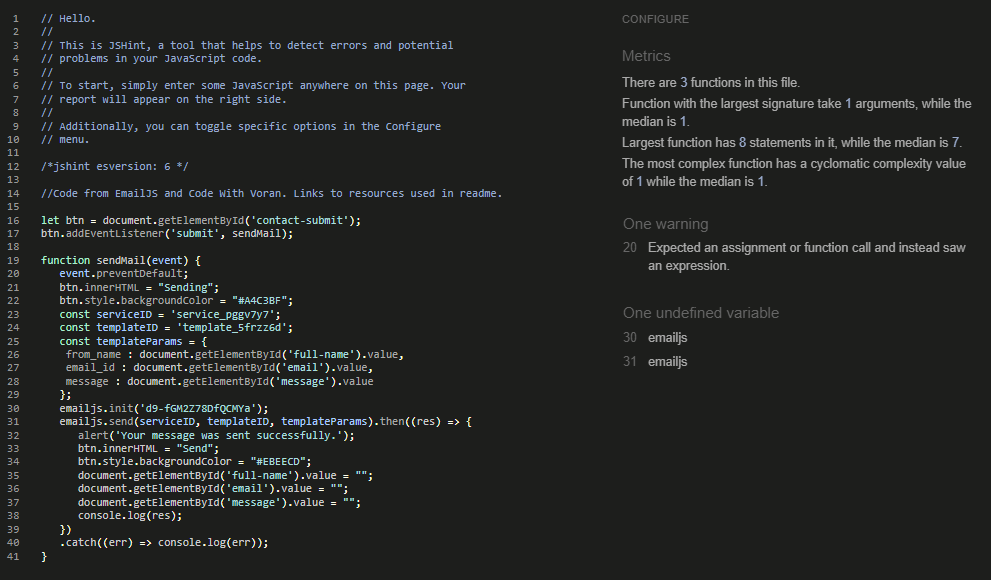 1 // Hello.
2 //
3 // This is JSHint, a tool that helps to detect errors and potential
4 // problems in your JavaScript code.
5 //
6 // To start, simply enter some JavaScript anywhere on this page. Your
7 // report will appear on the right side.
8 //
9 // Additionally, you can toggle specific options in the Configure
10 // menu.
11
12 /*jshint esversion: 6 */
13
14 //Code from EmailJS and Code With Voran. Links to resources used in readme.
15
16 let btn = document.getElementById('contact-submit');
17 btn.addEventListener('submit', sendMail);
18
19 function sendMail(event) {
20 event.preventDefault;
21 btn.innerHTML = "Sending";
22 btn.style.backgroundColor = "#A4C3BF";
23 const serviceID = 'service_pggv7y7';
24 const templateID = 'template_5frzz6d';
25 const templateParams = {
26 from_name : document.getElementById('full-name').value,
27 email_id : document.getElementById('email').value,
28 message : document.getElementById('message').value
29 };
30 emailjs.init('d9-fGM2Z78DfQCMYa');
31 emailjs.send(serviceID, templateID, templateParams).then((res) => {
32 alert('Your message was sent successfully.');
33 btn.innerHTML = "Send";
34 btn.style.backgroundColor = "#EBEECD";
35 document.getElementById('full-name').value = "";
36 document.getElementById('email').value = "";
37 document.getElementById('message').value = "";
38 console.log(res);
39 })
40 .catch((err) => console.log(err));
41 }
CONFIGURE
Metrics
There are 3 functions in this file.
Function with the largest signature take 1 arguments, while the
median is 1.
Largest function has 8 statements in it, while the median is 7.
The most complex function has a cyclomatic complexity value
of 1 while the median is 1.
One warning
20 Expected an assignment or function call and instead saw
an expression.
One undefined variable
30 emailjs
31 emailjs